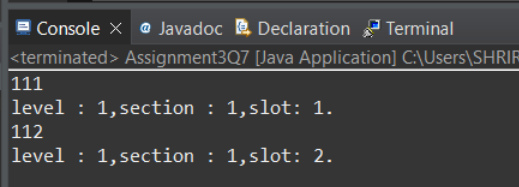 Console Javadoc Declaration Terminal
<terminated> Assignment3Q7 [Java Application] C:\Users\SHRIR
111
level : 1,section : 1,slot: 1.
112
level : 1,section : 1,slot: 2.